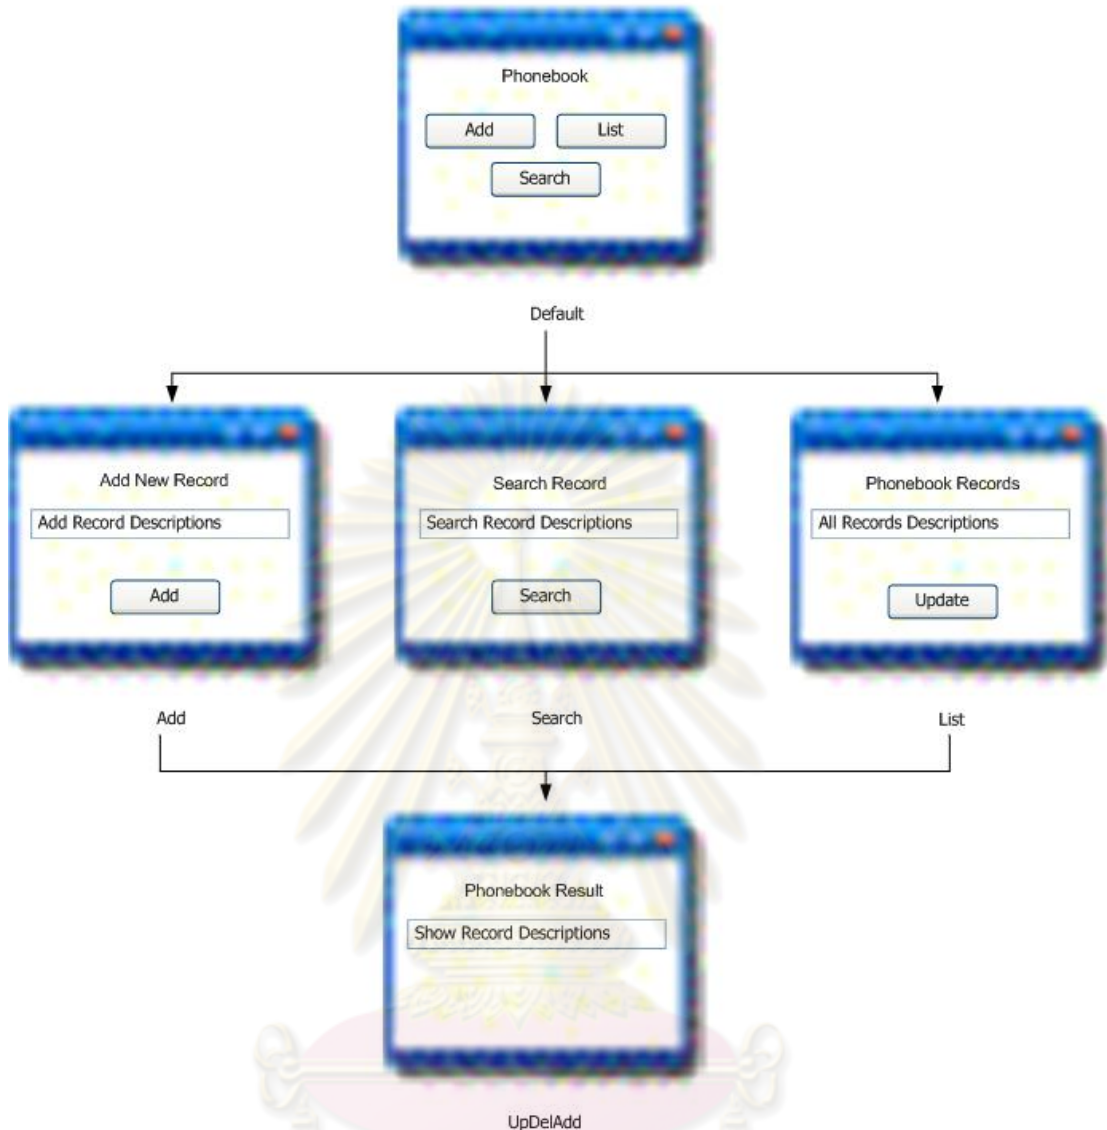 Phonebook
Add
List
Search
Default
Add New Record
Add Record Descriptions
Add
Search Record
Search Record Descriptions
Search
Phonebook Records
All Records Descriptions
Update
Add
Search
List
Phonebook Result
Show Record Descriptions
UpDelAdd